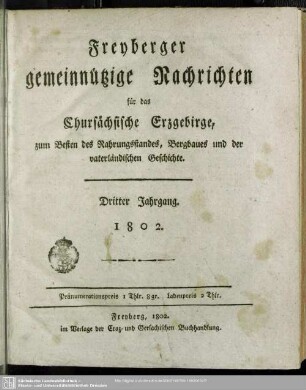 Freyberger
gemeinnützige Nachrichten
für das
Chursächsische Erzgebirge,
zum Besten des Nahrungsstandes, Bergbaues und der
vaterländischen Geschichte.
Dritter Jahrgang.
1802.
Pränumerationspreis 1 Thlr. 8 gr. Ladenpreis 2 Thlr.
Freyberg, 1802.
im Verlage der Craz- und Gerlachischen Buchhandlung.